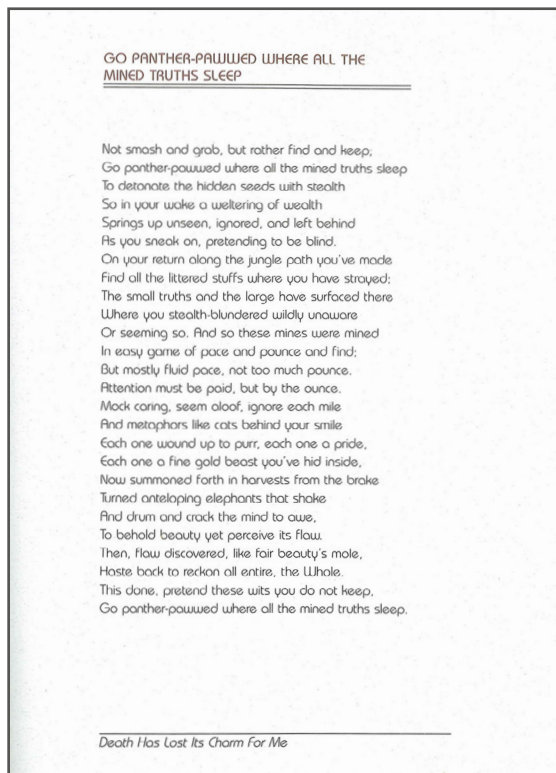 GO PANTHER-PAWWED WHERE ALL THE
MINED TRUTHS SLEEP
Not smash and grab, but rather find and keep;
Go panther-pawwed where all the mined truths sleep
To detonate the hidden seeds with stealth
So in your wake a weltering of wealth
Springs up unseen, ignored, and left behind
As you sneak on, pretending to be blind.
On your return along the jungle path you've made
Find all the littered stuffs where you have strayed;
The small truths and the large have surfaced there
Where you stealth-blundered wildly unaware
Or seeming so. And so these mines were mined
In easy game of pace and pounce and find;
But mostly fluid pace, not too much pounce.
Attention must be paid, but by the ounce.
Mock caring, seem aloof, ignore each mile
And metaphors like cats behind your smile
Each one wound up to purr, each one a pride,
Each one a fine gold beast you've hid inside,
Now summoned forth in harvests from the brake
Turned anteloping elephants that shake
And drum and crack the mind to awe,
To behold beauty yet perceive its flaw.
Then, flaw discovered, like fair beauty's mole,
Haste back to reckon all entire, the Whole.
This done, pretend these wits you do not keep,
Go panther-pawwed where all the mined truths sleep.
Death Has Lost Its Charm For Me